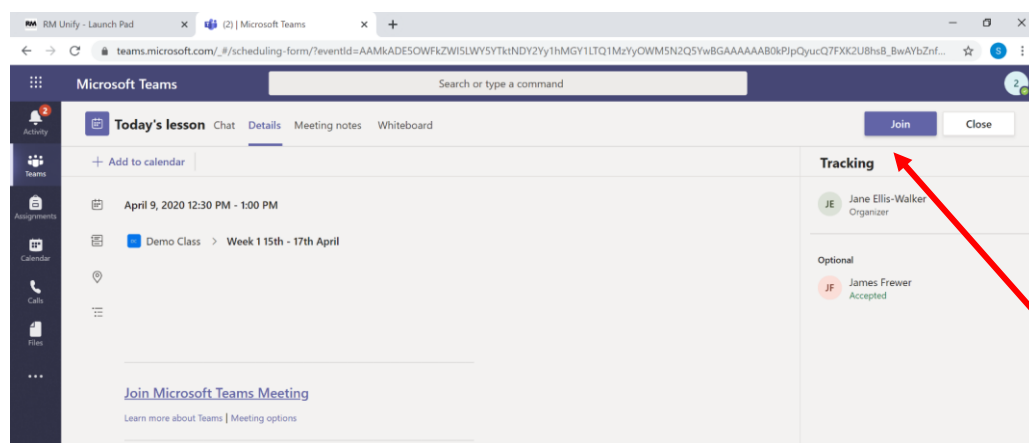 RM RM Unify - Launch Pad
(2) | Microsoft Teams
teams.microsoft.com/_#/scheduling-form/?eventId=
S
Microsoft Teams
Search or type a command
2
2
Activity
Today's lesson Chat Details Meeting notes Whiteboard
Join Close
Teams
+ Add to calendar
Tracking
Assignments
April 9, 2020 12:30 PM - 1:00 PM
JE Jane Ellis-Walker
Organizer
Demo Class > Week 1 15th - 17th April
Calendar
Optional
JF James Frewer
Accepted
Calls
Files
Join Microsoft Teams Meeting
Learn more about Teams | Meeting options